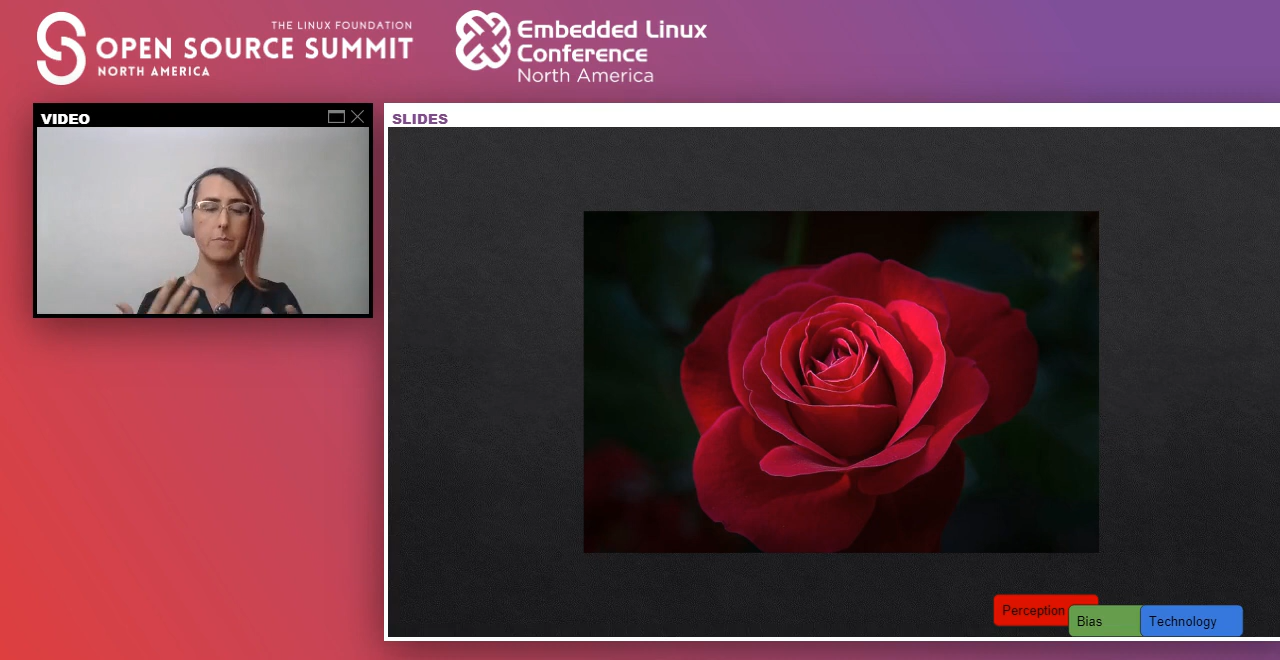 THE LINUX FOUNDATION
OPEN SOURCE SUMMIT
NORTH AMERICA
Embedded Linux
Conference
North America
VIDEO
SLIDES
Perception
Bias
Technology